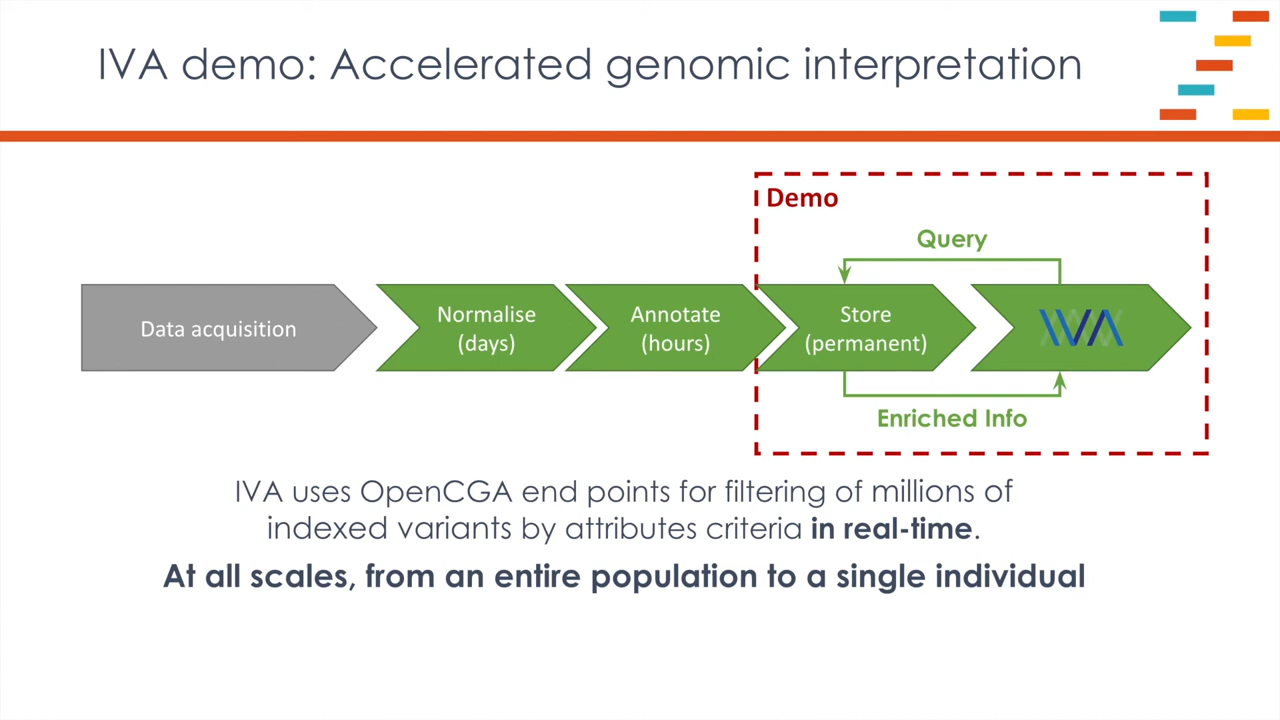 IVA demo: Accelerated genomic interpretation
Demo
Query
Data acquisition
Normalise
(days)
Annotate
(hours)
Store
(permanent)
IVA
Enriched Info
IVA uses OpenCGA end points for filtering of millions of
indexed variants by attributes criteria in real-time.
At all scales, from an entire population to a single individual